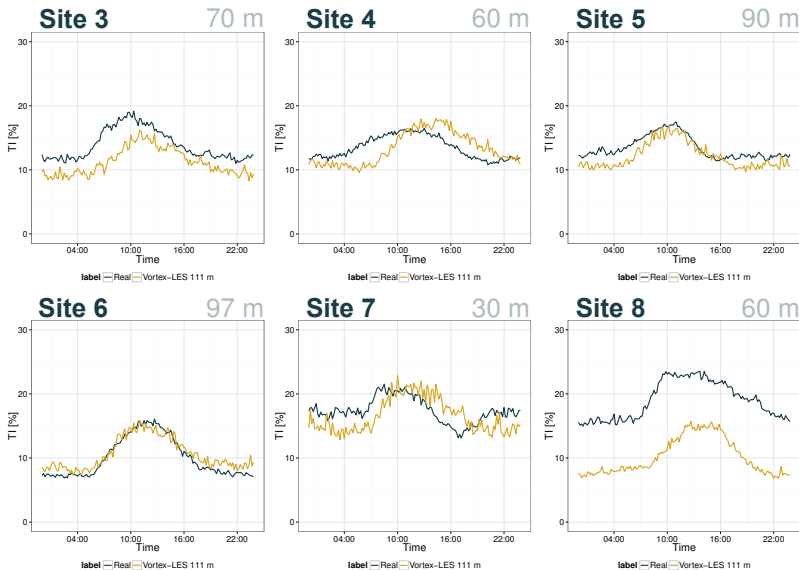 Site 3 70 m Site 4 60 m Site 5 90 m
30 30 30
20 20 20
TI [%] TI [%] TI [%]
10 10 10
0 0 0
04:00 10:00 16:00 22:00 04:00 10:00 16:00 22:00 04:00 10:00 16:00 22:00
Time Time Time
label Real Vortex−LES 111 m label Real Vortex−LES 111 m label Real Vortex−LES 111 m
Site 6 97 m Site 7 30 m Site 8 60 m
30 30 30
20 20 20
TI [%] TI [%] TI [%]
10 10 10
0 0 0
04:00 10:00 16:00 22:00 04:00 10:00 16:00 22:00 04:00 10:00 16:00 22:00
Time Time Time
label Real Vortex−LES 111 m label Real Vortex−LES 111 m label Real Vortex−LES 111 m